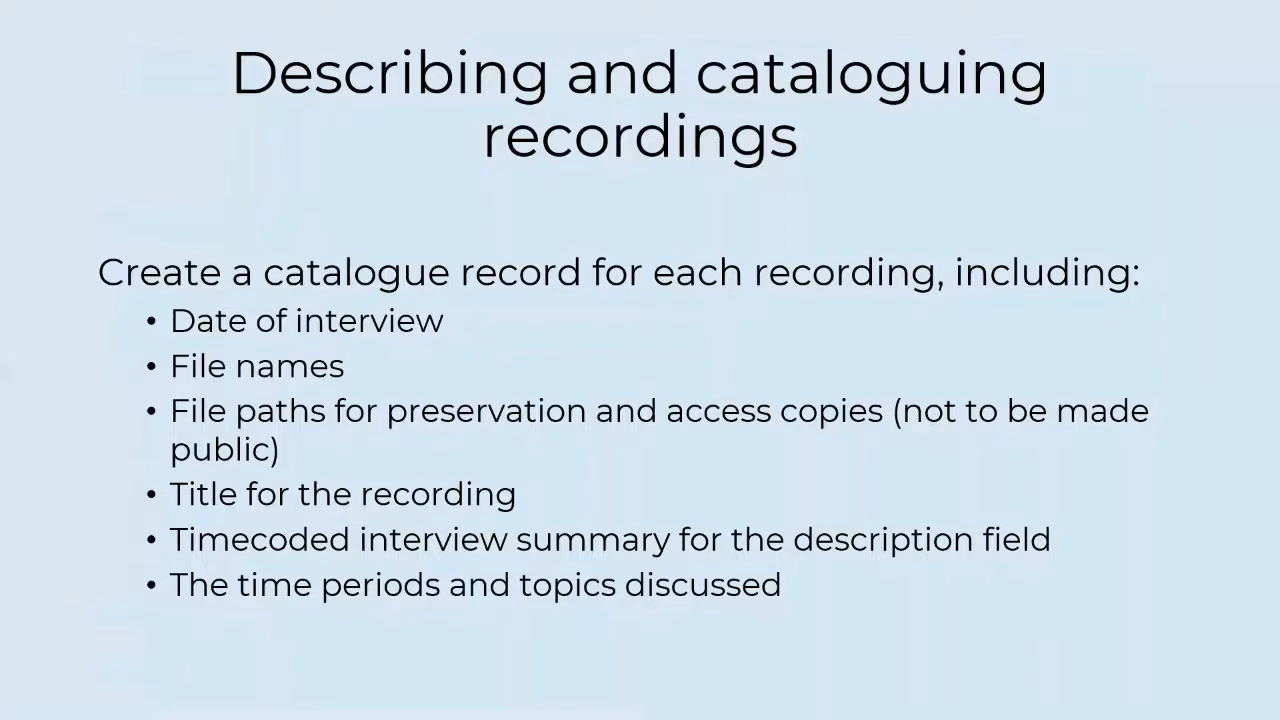 Describing and cataloguing
recordings
Create a catalogue record for each recording, including:
• Date of interview
• File names
• File paths for preservation and access copies (not to be made
public)
• Title for the recording
• Timecoded interview summary for the description field
• The time periods and topics discussed